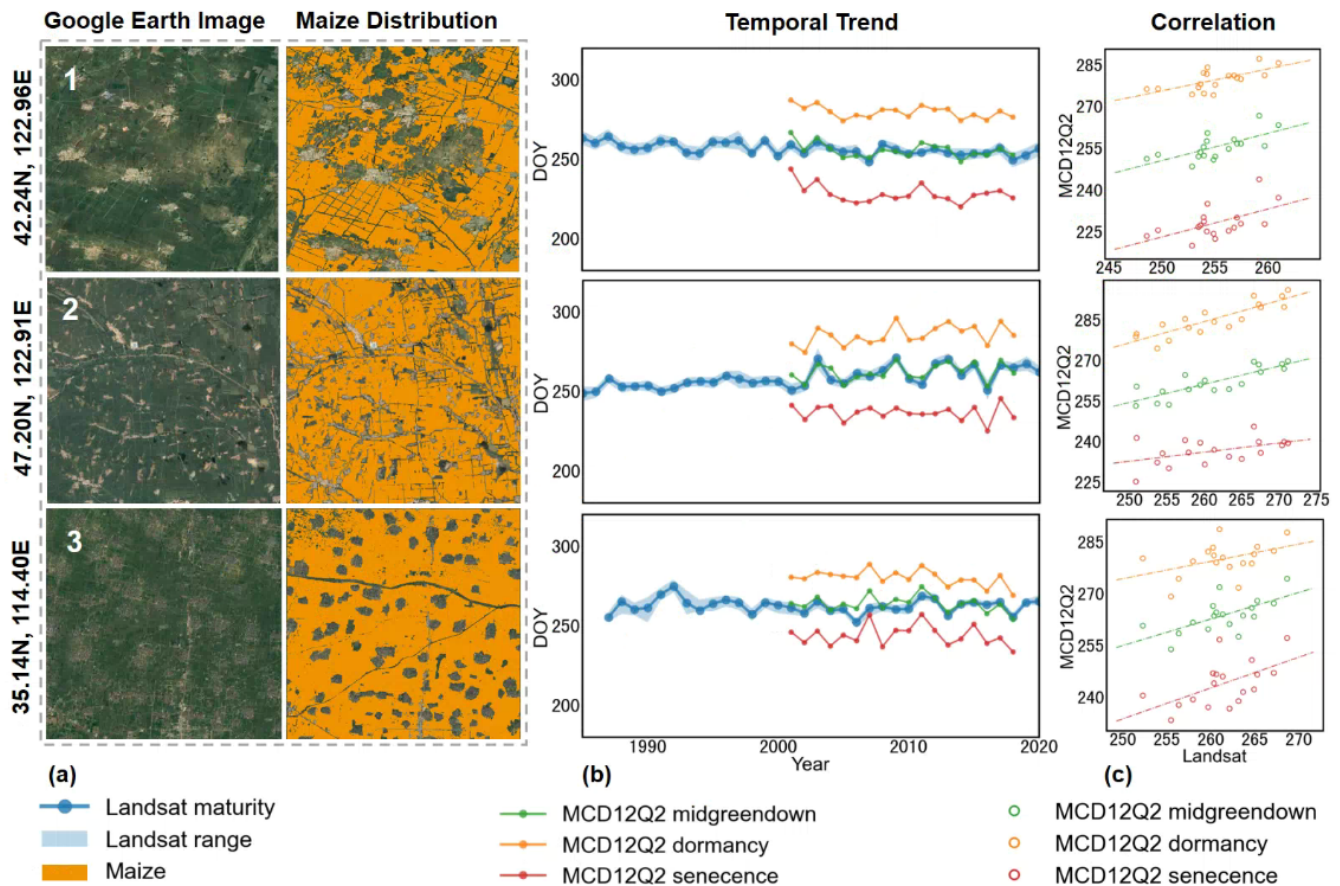 Google Earth Image
Maize Distribution
Temporal Trend
Correlation
42.24N, 122.96E
1
DOY
300
250
200
MCD12Q2
285
270
255
240
225
245
250
255
260
47.20N, 122.91E
2
DOY
300
250
200
MCD12Q2
285
270
255
240
225
250
255
260
265
270
275
35.14N, 114.40E
3
DOY
300
250
200
1990
2000
2010
2020
Year
MCD12Q2
285
270
255
240
250
255
260
265
270
Landsat
(a)
(b)
(c)
Landsat maturity
Landsat range
Maize
MCD12Q2 midgreendown
MCD12Q2 dormancy
MCD12Q2 senecence
MCD12Q2 midgreendown
MCD12Q2 dormancy
MCD12Q2 senecence